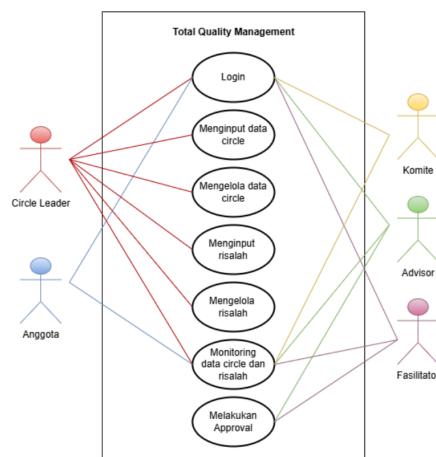 Total Quality Management
Login
Menginput data
circle
Mengelola data
circle
Menginput
risalah
Mengelola
risalah
Monitoring
data circle dan
risalah
Melakukan
Approval
Circle Leader
Anggota
Komite
Advisor
Fasilitato